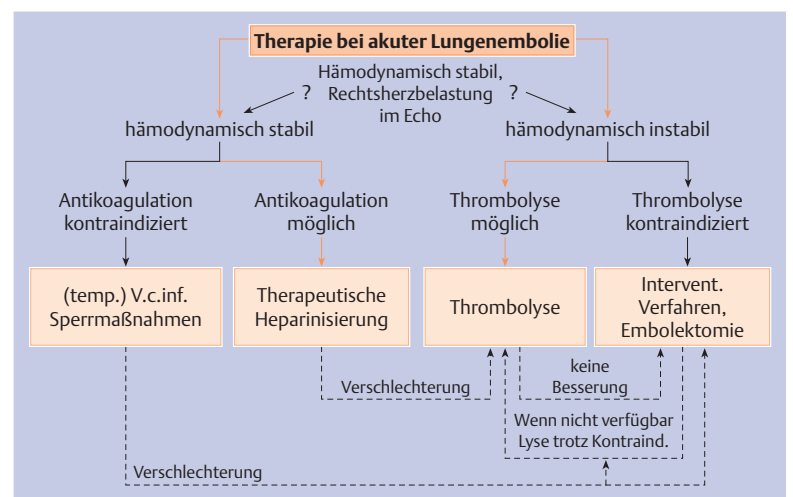 Therapie bei akuter Lungenembolie
Hämodynamisch stabil,
? Rechtsherzbelastung ?
im Echo
hämodynamisch stabil
hämodynamisch instabil
Antikoagulation
kontraindiziert
Antikoagulation
möglich
Thrombolyse
möglich
Thrombolyse
kontraindiziert
(temp.) V.c.inf.
Sperrmaßnahmen
Therapeutische
Heparinisierung
Thrombolyse
Intervent.
Verfahren,
Embolektomie
Verschlechterung
keine
Besserung
Wenn nicht verfügbar
Lyse trotz Kontraind.
Verschlechterung